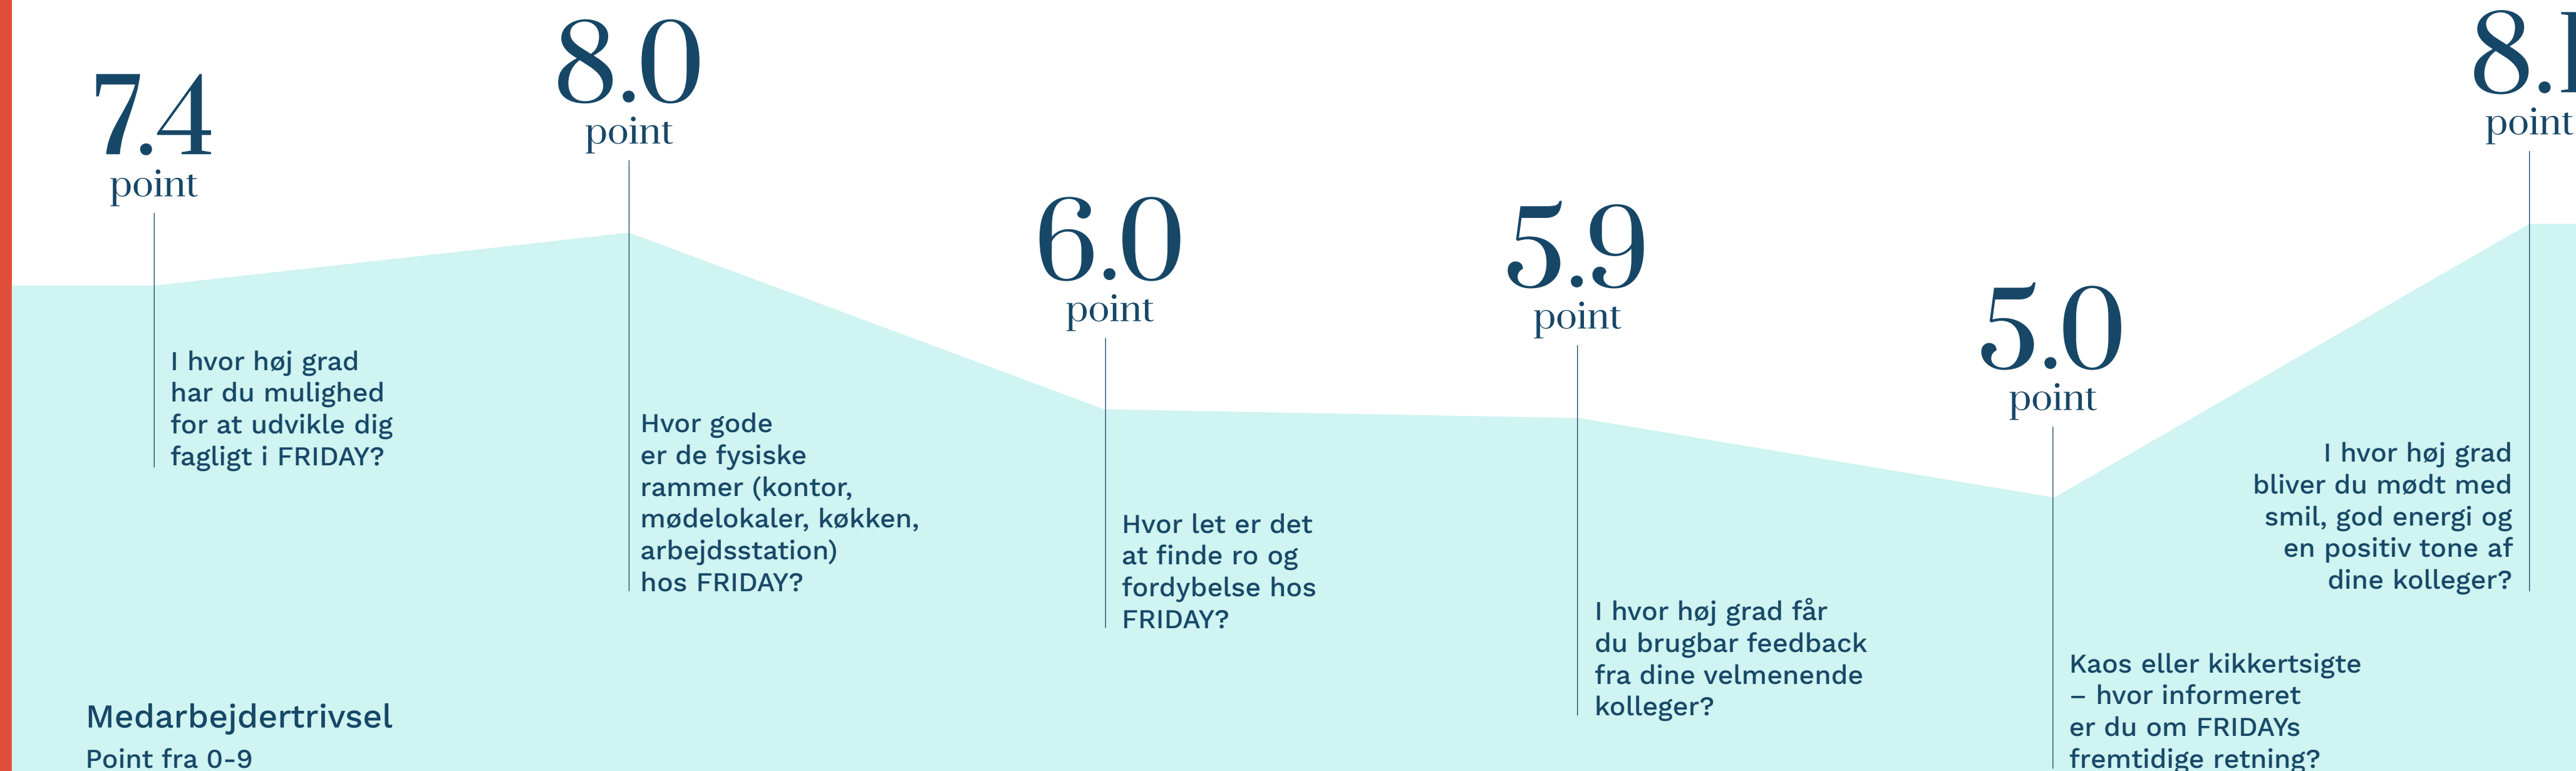 7.4
point
I hvor høj grad
har du mulighed
for at udvikle dig
fagligt i FRIDAY?
8.0
point
Hvor gode
er de fysiske
rammer (kontor,
mødelokaler, køkken,
arbejdsstation)
hos FRIDAY?
6.0
point
Hvor let er det
at finde ro og
fordybelse hos
FRIDAY?
5.9
point
I hvor høj grad får
du brugbar feedback
fra dine velmenende
kolleger?
5.0
point
Kaos eller kikkertsigte
– hvor informeret
er du om FRIDAYs
fremtidige retning?
8.1
point
I hvor høj grad
bliver du mødt med
smil, god energi og
en positiv tone af
dine kolleger?
Medarbejdertrivsel
Point fra 0-9